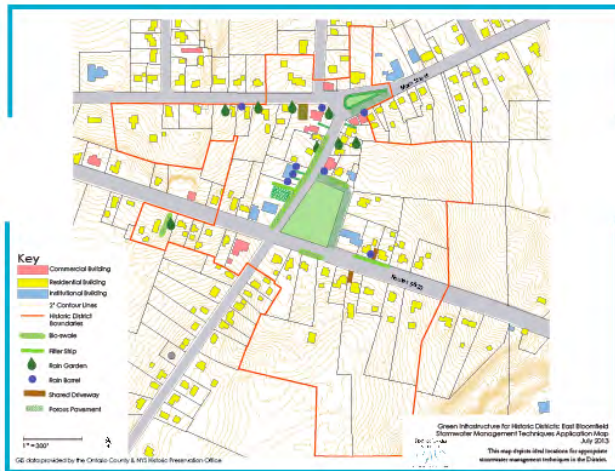 Main Street
Routes 5&20
Key
Commercial Building
Residential Building
Institutional Building
2' Contour Lines
Historic District
Boundaries
Bio-swale
Filter Strip
Rain Garden
Rain Barrel
Shared Driveway
Porous Pavement
1" = 300'
GIS data provided by the Ontario County & NYS Historic Preservation Office
Green Infrastructure for Historic Districts: East Bloomfield
Stormwater Management Techniques Application Map
July 2013
This map depicts ideal locations for appropriate
stormwater management techniques in the District.